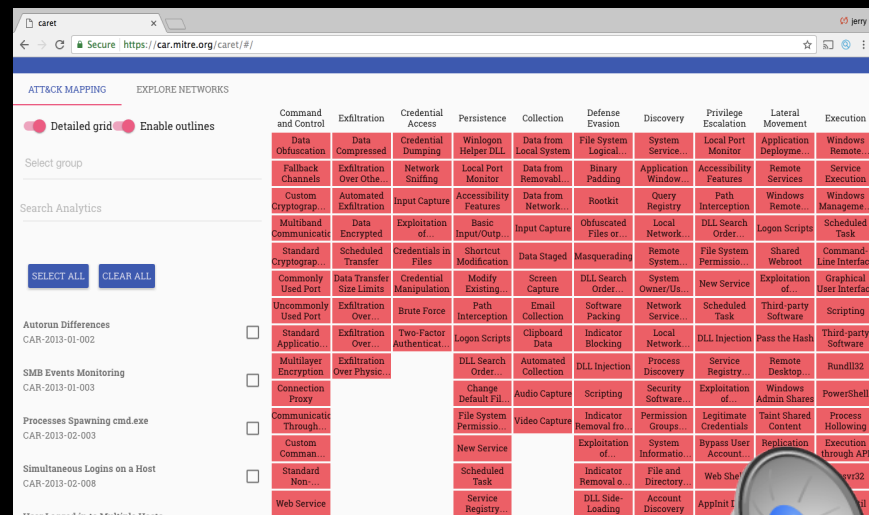 caret
jerry
Secure https://car.mitre.org/caret/#/
ATT&CK MAPPING EXPLORE NETWORKS
Detailed grid Enable outlines
Select group
Search Analytics
SELECT ALL CLEAR ALL
Autorun Differences
CAR-2013-01-002
SMB Events Monitoring
CAR-2013-01-003
Processes Spawning cmd.exe
CAR-2013-02-003
Simultaneous Logins on a Host
CAR-2013-02-008
Command and Control
Exfiltration
Credential Access
Persistence
Collection
Defense Evasion
Discovery
Privilege Escalation
Lateral Movement
Execution
Data Obfuscation
Data Compressed
Credential Dumping
Winlogon Helper DLL
Data from Local System
File System Logical...
System Service...
Local Port Monitor
Application Deployme...
Windows Remote...
Fallback Channels
Exfiltration Over Othe...
Network Sniffing
Local Port Monitor
Data from Removabl...
Binary Padding
Application Window...
Accessibility Features
Remote Services
Service Execution
Custom Cryptograp...
Automated Exfiltration
Input Capture
Accessibility Features
Data from Network...
Rootkit
Query Registry
Path Interception
Windows Remote...
Windows Manageme...
Multiband Communicatio
Data Encrypted
Exploitation of...
Basic Input/Outp...
Input Capture
Obfuscated Files or...
Local Network...
DLL Search Order...
Logon Scripts
Scheduled Task
Standard Cryptograp...
Scheduled Transfer
Credentials in Files
Shortcut Modification
Data Staged
Masquerading
Remote System...
File System Permissio...
Shared Webroot
Command-Line Interface
Commonly Used Port
Data Transfer Size Limits
Credential Manipulation
Modify Existing...
Screen Capture
DLL Search Order...
System Owner/Us...
New Service
Exploitation of...
Graphical User Interface
Uncommonly Used Port
Exfiltration Over...
Brute Force
Path Interception
Email Collection
Software Packing
Network Service...
Scheduled Task
Third-party Software
Scripting
Standard Applicatio...
Exfiltration Over...
Two-Factor Authenticat...
Logon Scripts
Clipboard Data
Indicator Blocking
Local Network...
DLL Injection
Pass the Hash
Third-party Software
Multilayer Encryption
Exfiltration Over Physic...
DLL Search Order...
Automated Collection
DLL Injection
Process Discovery
Service Registry...
Remote Desktop...
Rundll32
Connection Proxy
Change Default Fil...
Audio Capture
Scripting
Security Software...
Exploitation of...
Windows Admin Shares
PowerShell
Communicatio Through...
File System Permissio...
Video Capture
Indicator Removal fro...
Permission Groups...
Legitimate Credentials
Taint Shared Content
Process Hollowing
Custom Comman...
New Service
Exploitation of...
System Informatio...
Bypass User Account...
Replication
Execution through API
Standard Non-...
Scheduled Task
Indicator Removal o...
File and Directory...
Web Shel
svr32
Web Service
Service Registry...
DLL Side-Loading
Account Discovery
AppInit D
til